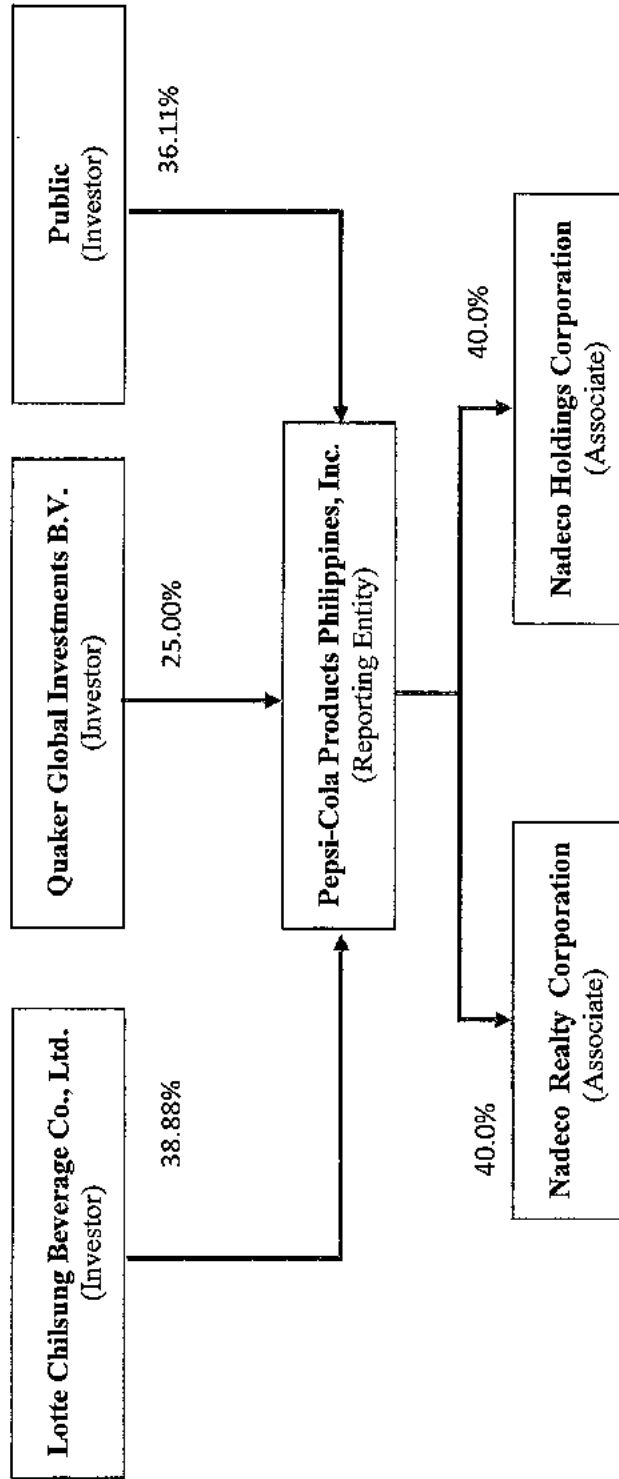 Lotte Chilsung Beverage Co., Ltd.
(Investor)
Quaker Global Investments B.V.
(Investor)
Public
(Investor)
38.88%
25.00%
36.11%
Pepsi-Cola Products Philippines, Inc.
(Reporting Entity)
40.0%
40.0%
Nadeco Realty Corporation
(Associate)
Nadeco Holdings Corporation
(Associate)